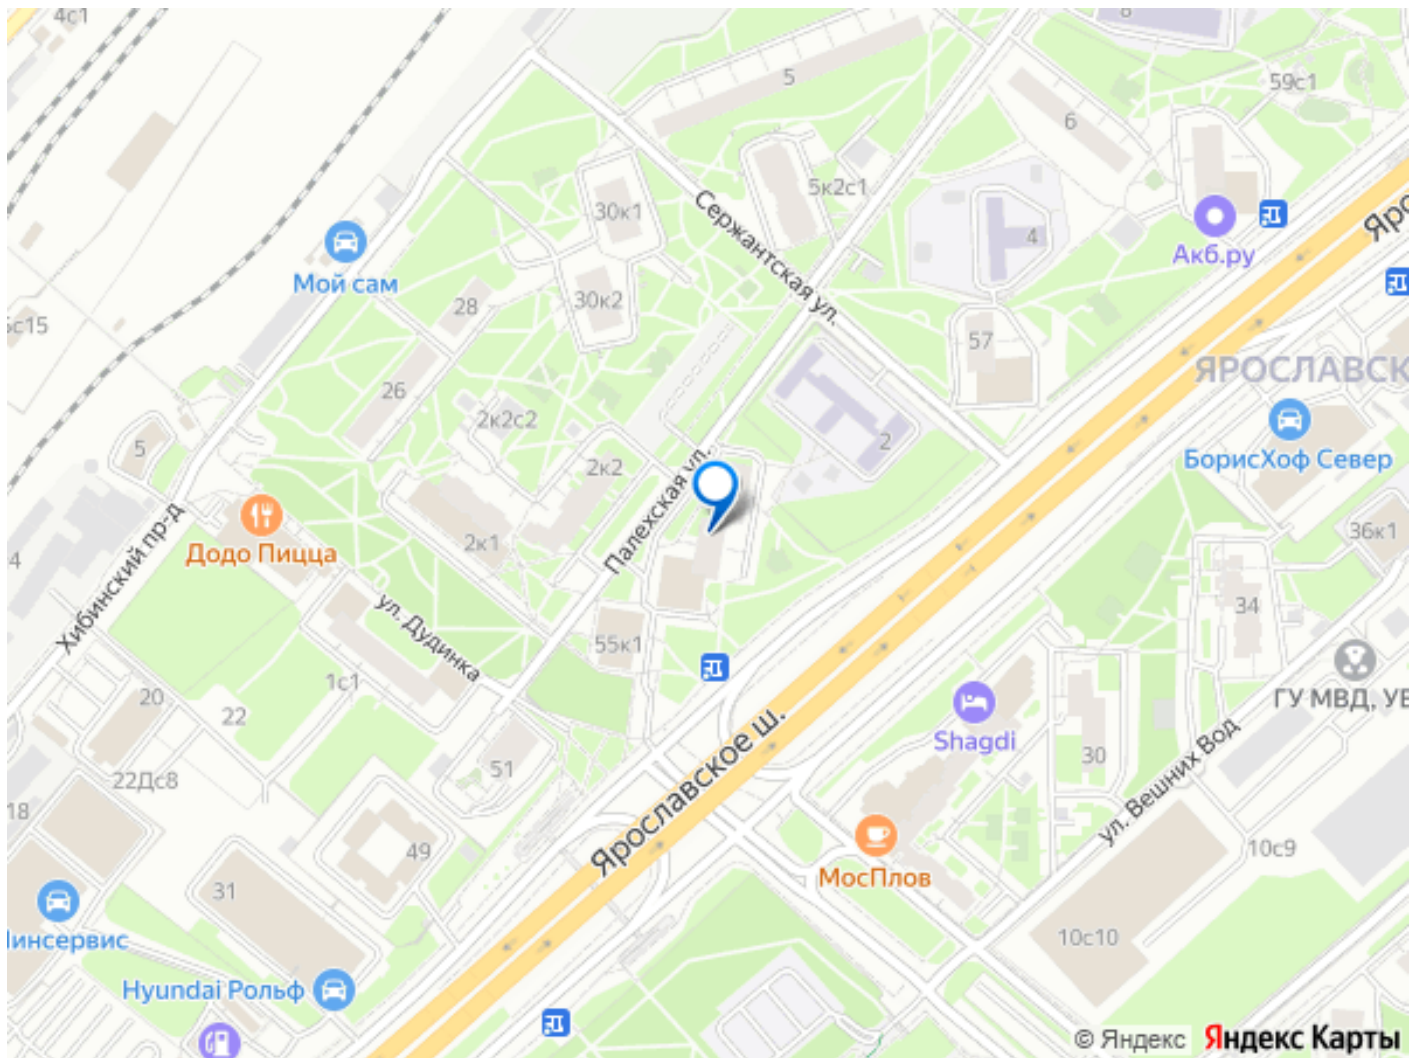 4с1
8
59с1
5
6
5к2с1
30к1
Сержантская ул.
4
Акб.ру
Мой сам
30к2
28
57
с15
ЯРОСЛАВСК
26
2к2с2
5
2к2
2
БорисХоф Север
Палехская ул.
36к1
2к1
Додо Пицца
4
Хибинский пр-д
ул. Дудинка
55к1
34
1с1
20
22
ГУ МВД, УВ
Shagdi
30
51
22Дс8
Ярославское ш.
ул. Вешних Вод
18
49
10с9
МосПлов
31
инсервис
10с10
Hyundai Рольф
© Яндекс Яндекс Карты